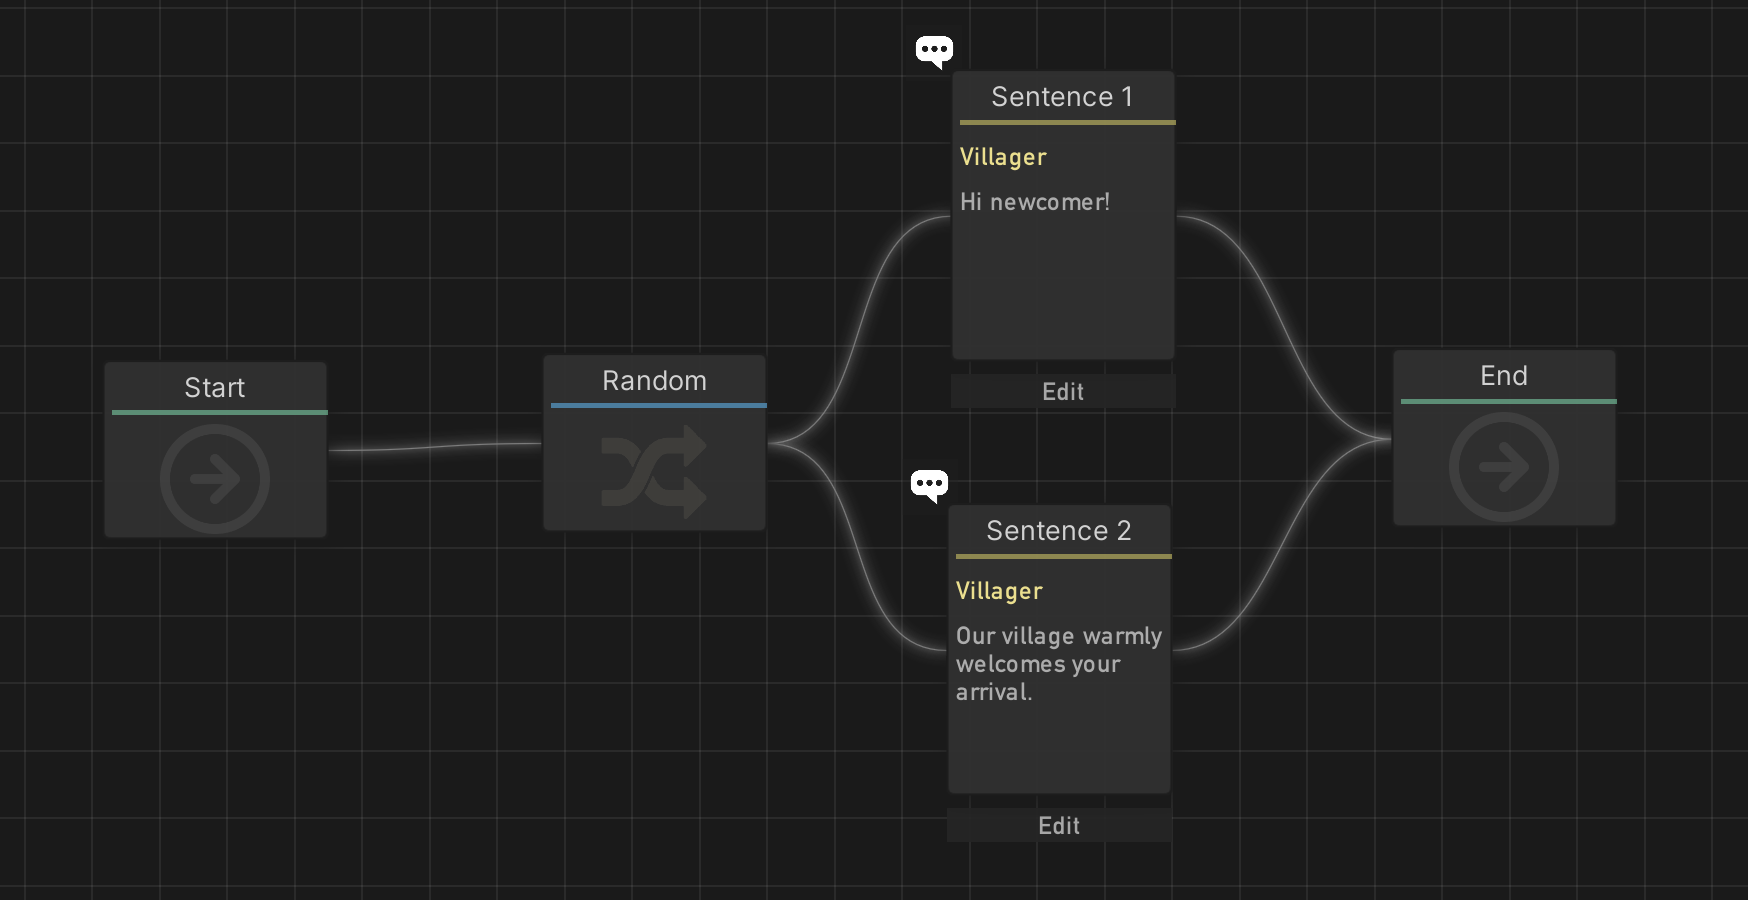 Start
Random
Sentence 1
Villager
Hi newcomer!
Edit
Sentence 2
Villager
Our village warmly
welcomes your
arrival.
Edit
End